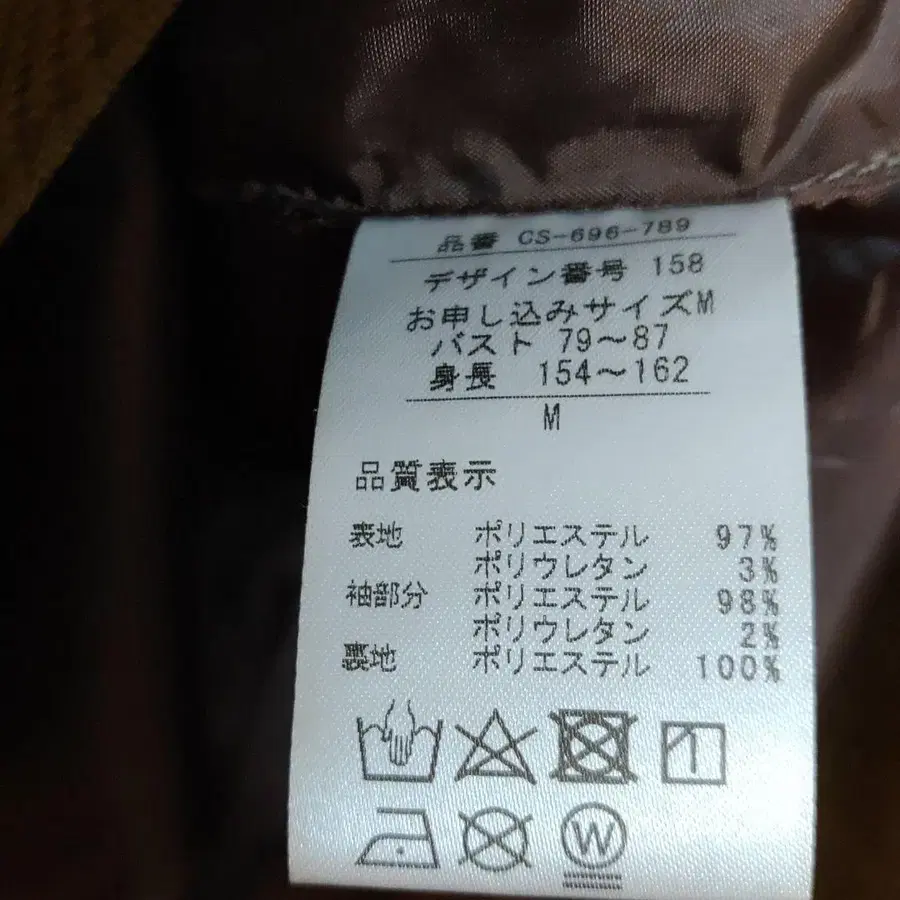 品番 CS-696-789
デザイン番号 158
お申し込みサイズM
バスト 79～87
身長 154～162
M
品質表示
表地 ポリエステル 97%
ポリウレタン 3%
袖部分 ポリエステル 98%
ポリウレタン 2%
裏地 ポリエステル 100%
W